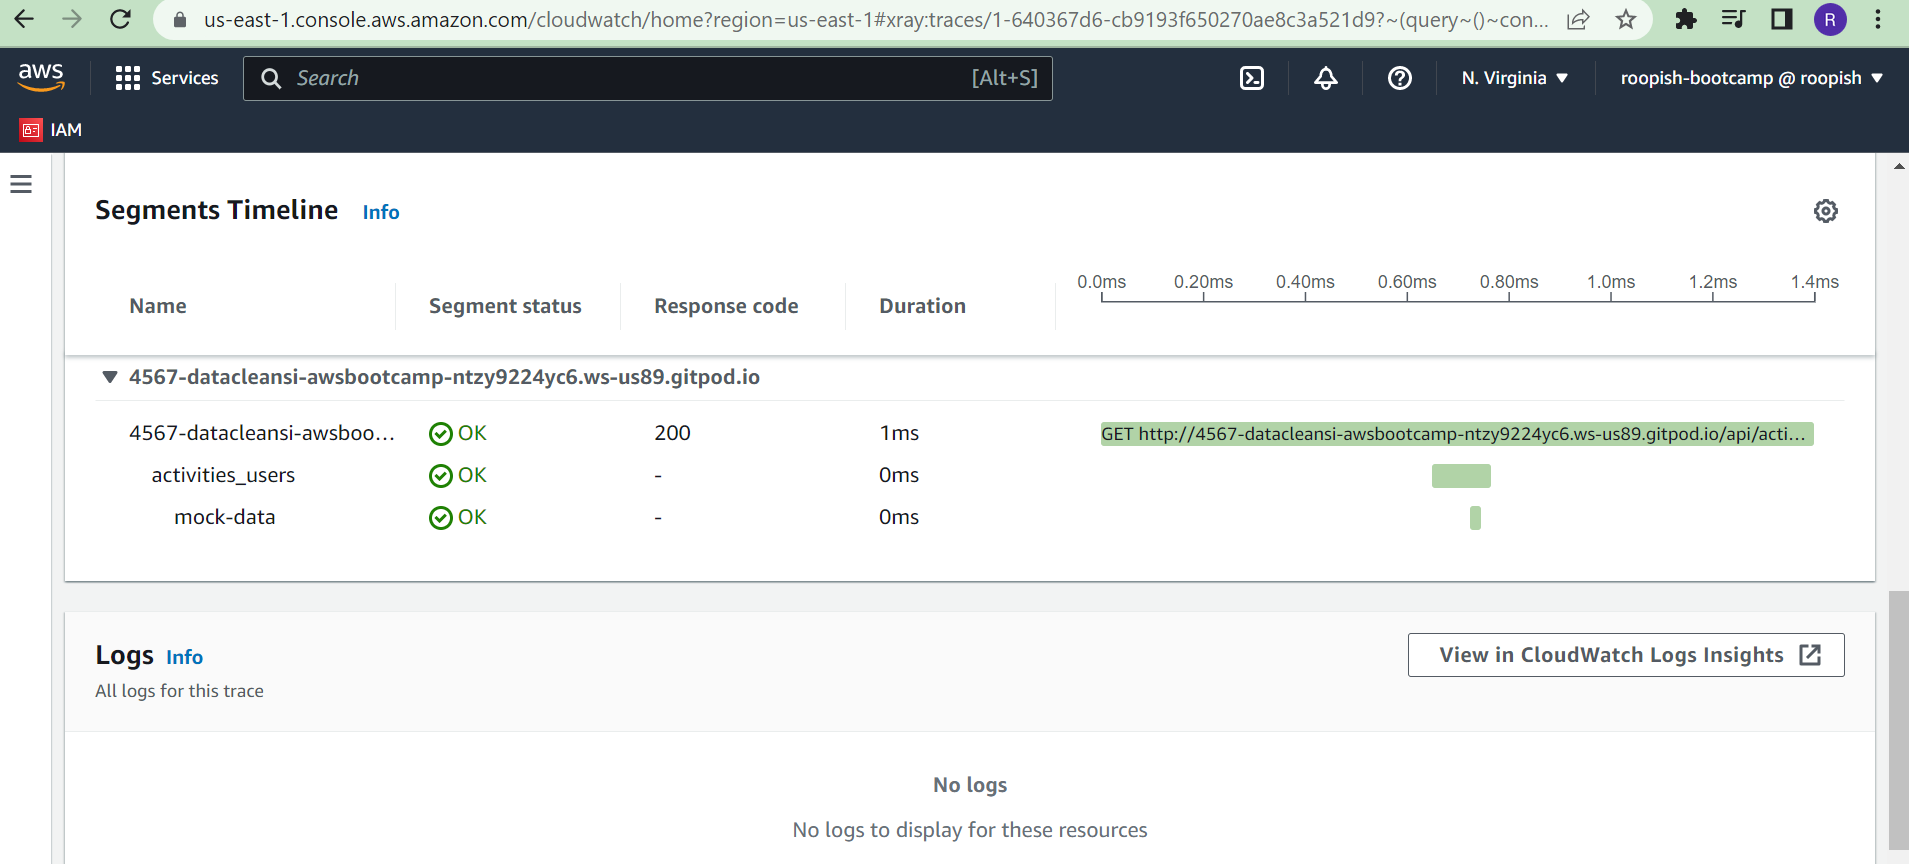 us-east-1.console.aws.amazon.com/cloudwatch/home?region=us-east-1#xray:traces/1-640367d6-cb9193f650270ae8c3a521d9?~(query~()~con... R
aws Services Search [Alt+S] N. Virginia roopish-bootcamp @ roopish
IAM
Segments Timeline Info
0.0ms 0.20ms 0.40ms 0.60ms 0.80ms 1.0ms 1.2ms 1.4ms
Name Segment status Response code Duration
4567-datacleansi-awsbootcamp-ntzy9224yc6.ws-us89.gitpod.io
4567-datacleansi-awsboo... OK 200 1ms GET http://4567-datacleansi-awsbootcamp-ntzy9224yc6.ws-us89.gitpod.io/api/acti...
activities_users OK - 0ms
mock-data OK - 0ms
Logs Info
View in CloudWatch Logs Insights
All logs for this trace
No logs
No logs to display for these resources